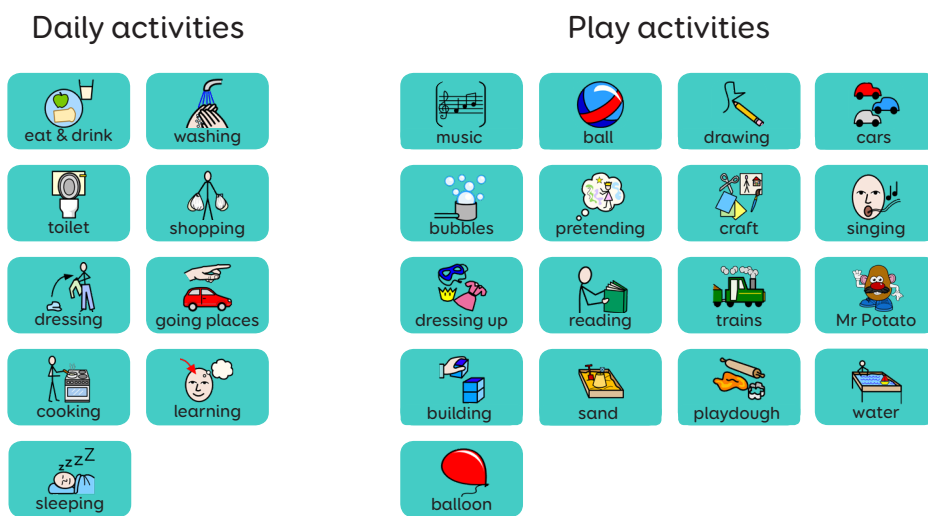 Daily activities
eat & drink
washing
toilet
shopping
dressing
going places
cooking
learning
zzzZ
sleeping
Play activities
music
ball
drawing
cars
bubbles
pretending
craft
singing
dressing up
reading
trains
Mr Potato
building
sand
playdough
water
balloon